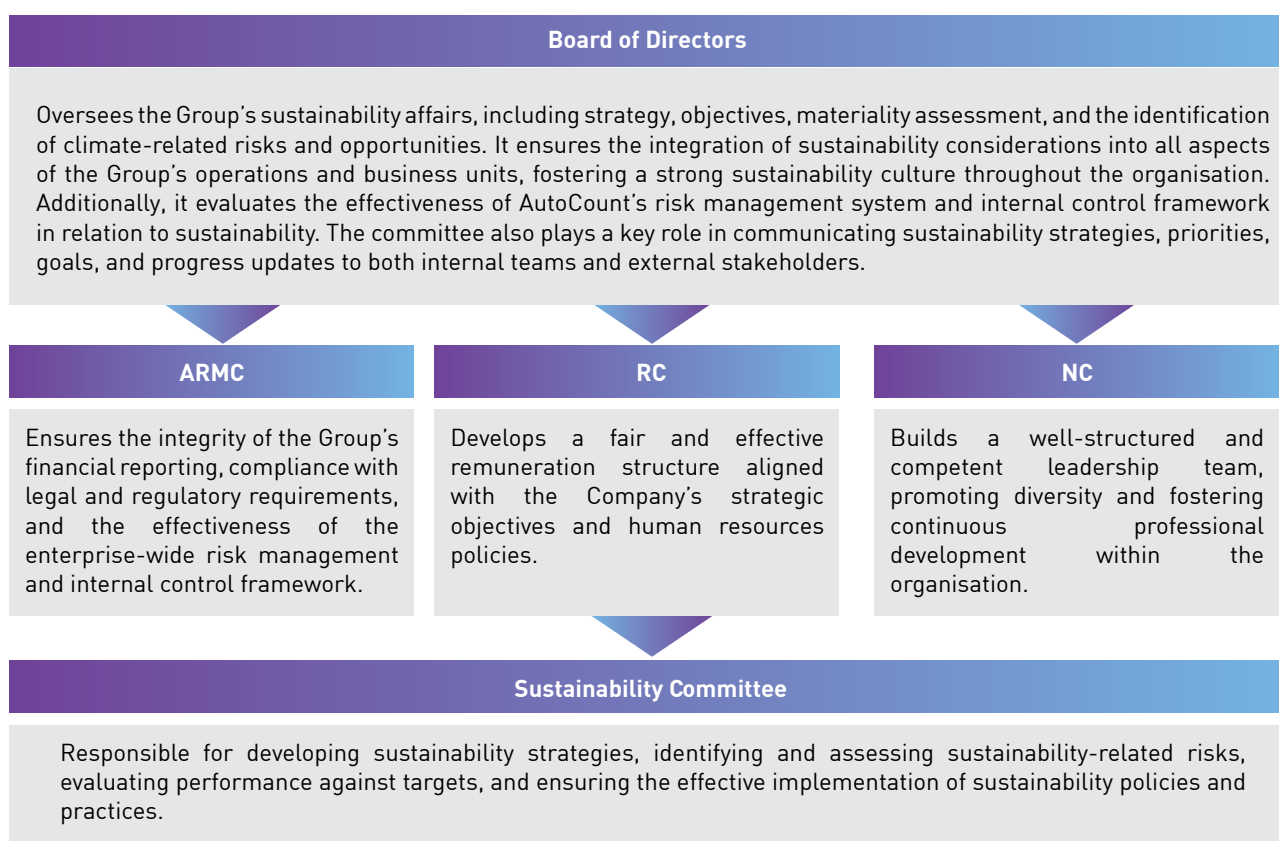 Board of Directors
Oversees the Group's sustainability affairs, including strategy, objectives, materiality assessment, and the identification
of climate-related risks and opportunities. It ensures the integration of sustainability considerations into all aspects
of the Group's operations and business units, fostering a strong sustainability culture throughout the organisation.
Additionally, it evaluates the effectiveness of AutoCount's risk management system and internal control framework
in relation to sustainability. The committee also plays a key role in communicating sustainability strategies, priorities,
goals, and progress updates to both internal teams and external stakeholders.
ARMC
Ensures the integrity of the Group's
financial reporting, compliance with
legal and regulatory requirements,
and the effectiveness of the
enterprise-wide risk management
and internal control framework.
RC
Develops a fair and effective
remuneration structure aligned
with the Company's strategic
objectives and human resources
policies.
NC
Builds a well-structured and
competent leadership team,
promoting diversity and fostering
continuous professional
development within the
organisation.
Sustainability Committee
Responsible for developing sustainability strategies, identifying and assessing sustainability-related risks,
evaluating performance against targets, and ensuring the effective implementation of sustainability policies and
practices.